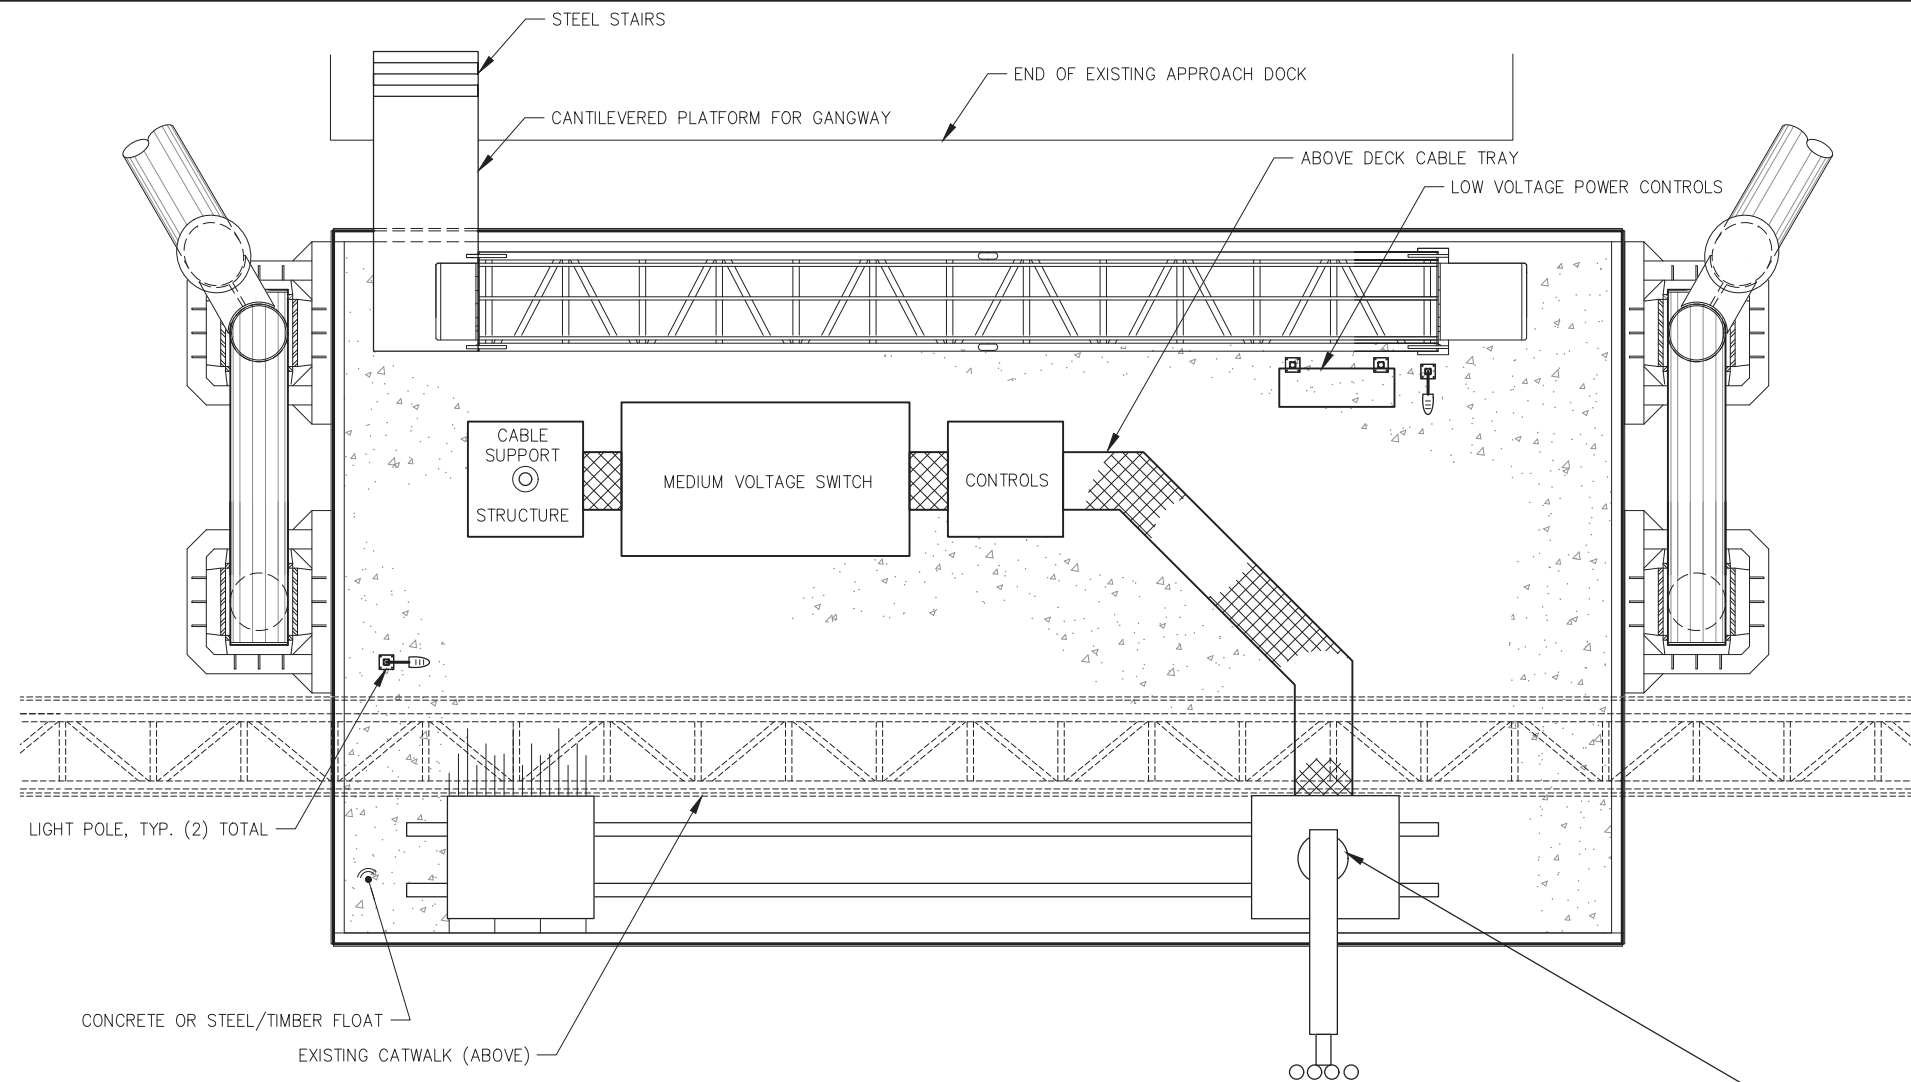 STEEL STAIRS
END OF EXISTING APPROACH DOCK
CANTILEVERED PLATFORM FOR GANGWAY
ABOVE DECK CABLE TRAY
LOW VOLTAGE POWER CONTROLS
CABLE
SUPPORT
STRUCTURE
MEDIUM VOLTAGE SWITCH
CONTROLS
LIGHT POLE, TYP. (2) TOTAL
CONCRETE OR STEEL/TIMBER FLOAT
EXISTING CATWALK (ABOVE)